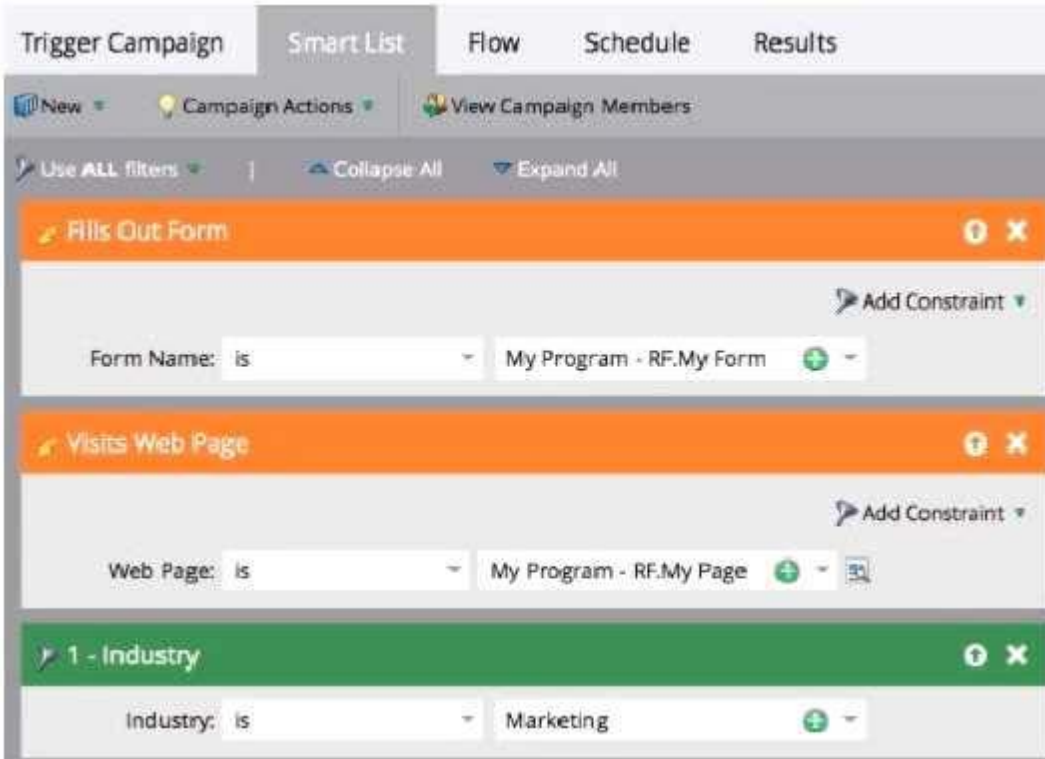 Trigger Campaign Smart List Flow Schedule Results
New Campaign Actions View Campaign Members
Use ALL filters | Collapse All Expand All
Fills Out Form
Add Constraint
Form Name: is My Program - RF.My Form
Visits Web Page
Add Constraint
Web Page: is My Program - RF.My Page
1 - Industry
Industry: is Marketing